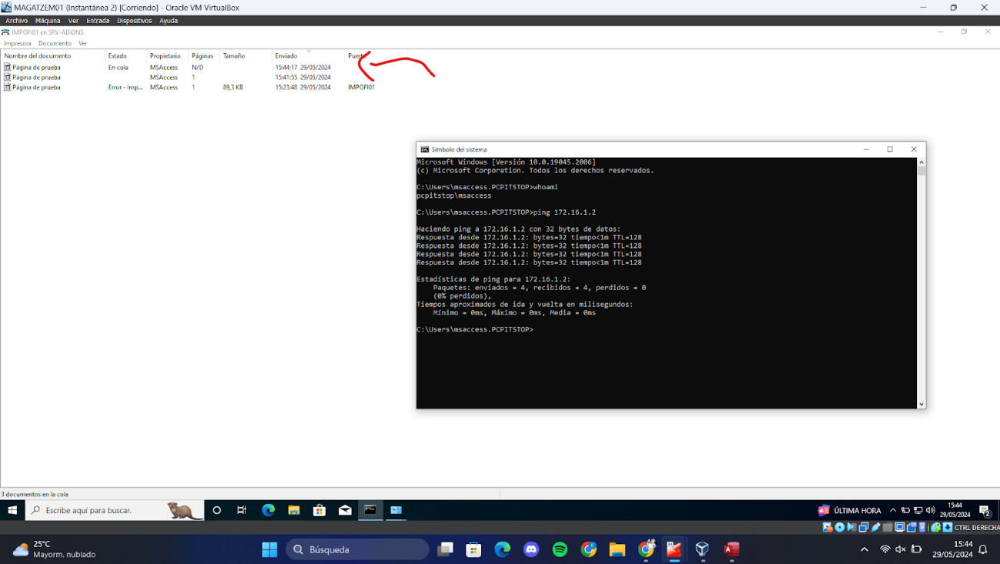 MAGATZEM01 (Instantánea 2) [Corriendo] - Oracle VM VirtualBox
Archivo Máquina Ver Entrada Dispositivos Ayuda
IMPOFI01 en SRV-ADiDNS
Impresora Documento Ver
Nombre del documento Estado Propietario Páginas Tamaño Enviado
Página de prueba En cola MSAccess N/D 15:44:17 29/05/2024
Página de prueba MSAccess 1 15:41:55 29/05/2024
Página de prueba Error - Imp... MSAccess 1 89,3 KB 15:23:48 29/05/2024 IMPOFI01
Símbolo del sistema
Microsoft Windows [Versión 10.0.19045.2006]
(c) Microsoft Corporation. Todos los derechos reservados.
C:\Users\msaccess.PCPITSTOP>whoami
pcpitstop\msaccess
C:\Users\msaccess.PCPITSTOP>ping 172.16.1.2
Haciendo ping a 172.16.1.2 con 32 bytes de datos:
Respuesta desde 172.16.1.2: bytes=32 tiempo<1m TTL=128
Respuesta desde 172.16.1.2: bytes=32 tiempo<1m TTL=128
Respuesta desde 172.16.1.2: bytes=32 tiempo<1m TTL=128
Respuesta desde 172.16.1.2: bytes=32 tiempo<1m TTL=128
Estadísticas de ping para 172.16.1.2:
Paquetes: enviados = 4, recibidos = 4, perdidos = 0
(0% perdidos),
Tiempos aproximados de ida y vuelta en milisegundos:
Mínimo = 0ms, Máximo = 0ms, Media = 0ms
C:\Users\msaccess.PCPITSTOP>
3 documentos en la cola
Escribe aquí para buscar.
ÚLTIMA HORA
15:44
29/05/2024
2
CTRL DERECHA
25°C
Mayorm. nublado
Búsqueda
15:44
29/05/2024